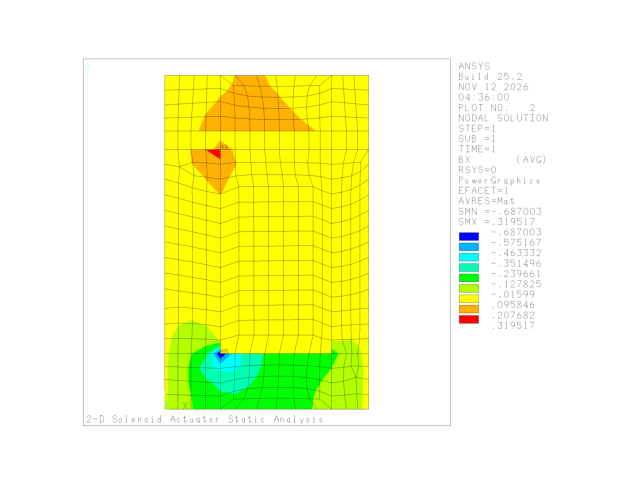 1
ANSYS
Build 25.2
NOV 12 2026
04:36:00
PLOT NO. 2
NODAL SOLUTION
STEP=1
SUB =1
TIME=1
BX (AVG)
RSYS=0
PowerGraphics
EFACET=1
AVRES=Mat
SMN =-.687003
SMX =.319517
-.687003
-.575167
-.463332
-.351496
-.239661
-.127825
-.01599
.095846
.207682
.319517
X
2-D Solenoid Actuator Static Analysis